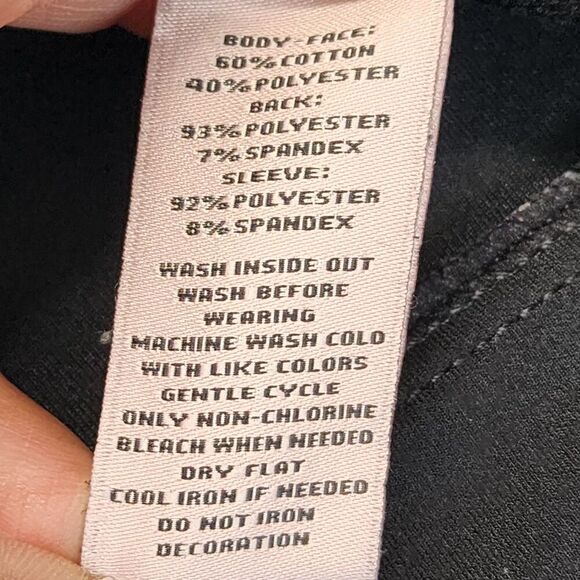 BODY-FACE:
60% COTTON
40% POLYESTER
BACK:
93% POLYESTER
7% SPANDEX
SLEEVE:
92% POLYESTER
8% SPANDEX
WASH INSIDE OUT
WASH BEFORE
WEARING
MACHINE WASH COLD
WITH LIKE COLORS
GENTLE CYCLE
ONLY NON-CHLORINE
BLEACH WHEN NEEDED
DRY FLAT
COOL IRON IF NEEDED
DO NOT IRON
DECORATION